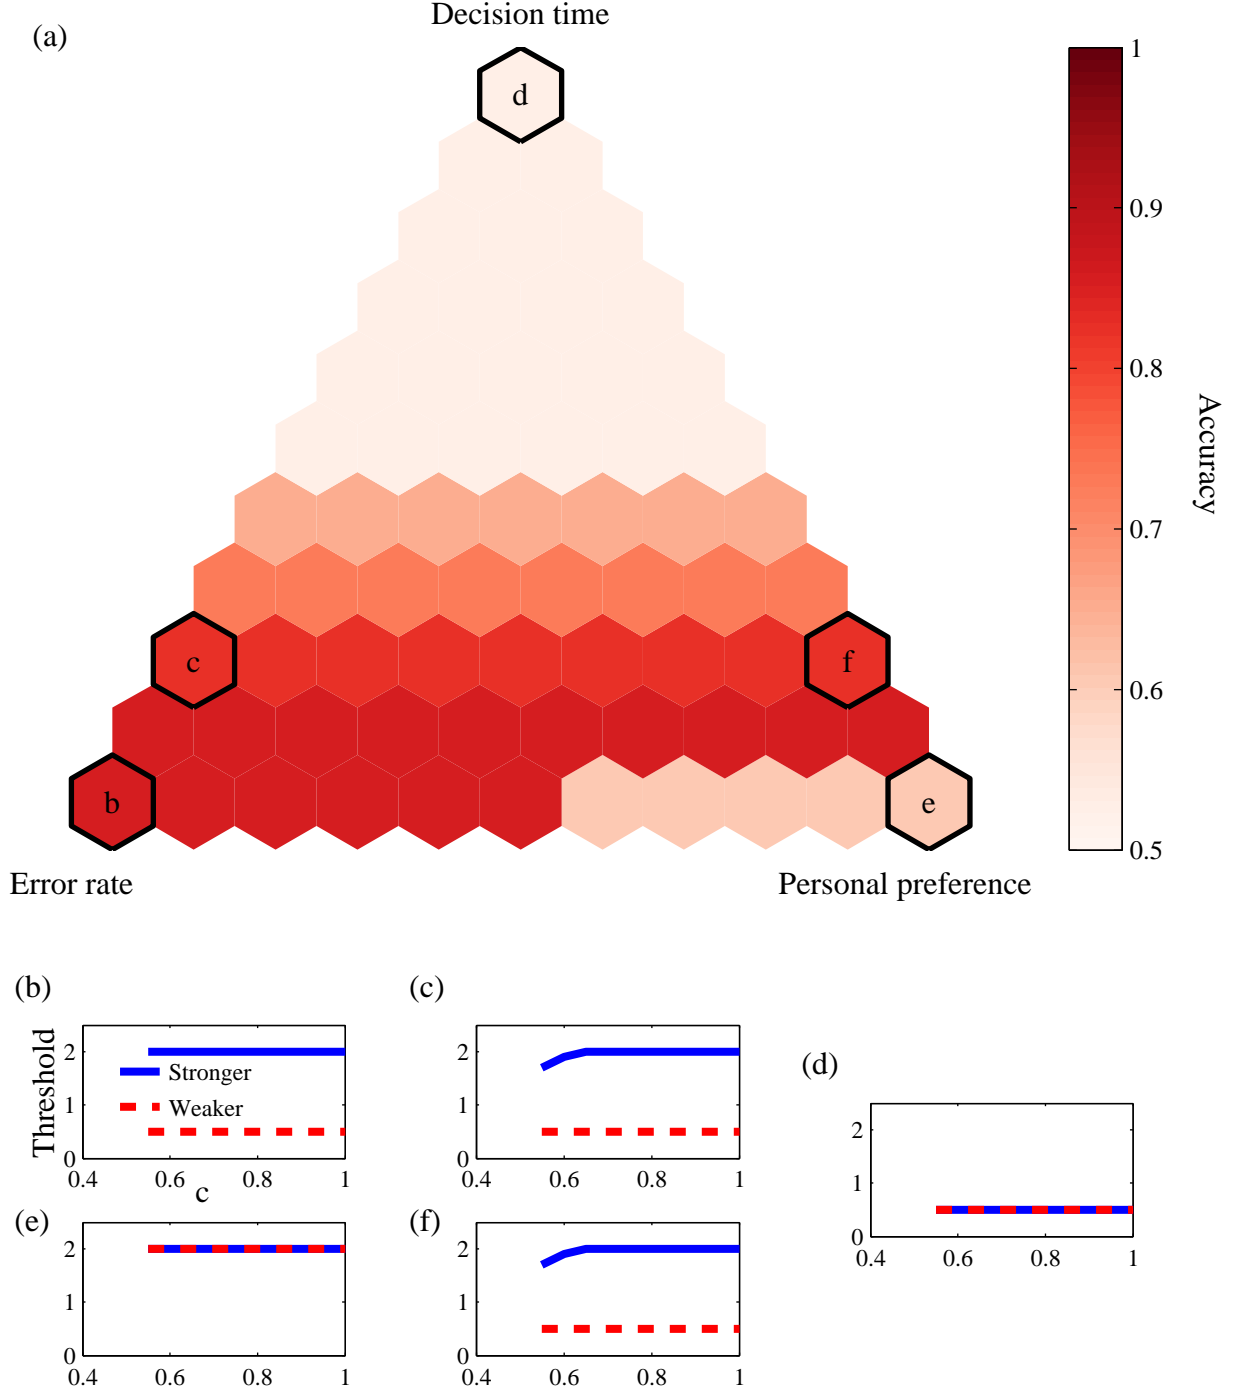 Decision time
(a)
d
1
0.9
0.8
0.7
0.6
0.5
Accuracy
c
f
b
e
Error rate
Personal preference
(b)
Threshold
2
1
0
Stronger
Weaker
0.4
0.6
0.8
1
c
(c)
2
1
0
0.4
0.6
0.8
1
(d)
2
1
0
0.4
0.6
0.8
1
(e)
2
1
0
0.4
0.6
0.8
1
(f)
2
1
0
0.4
0.6
0.8
1